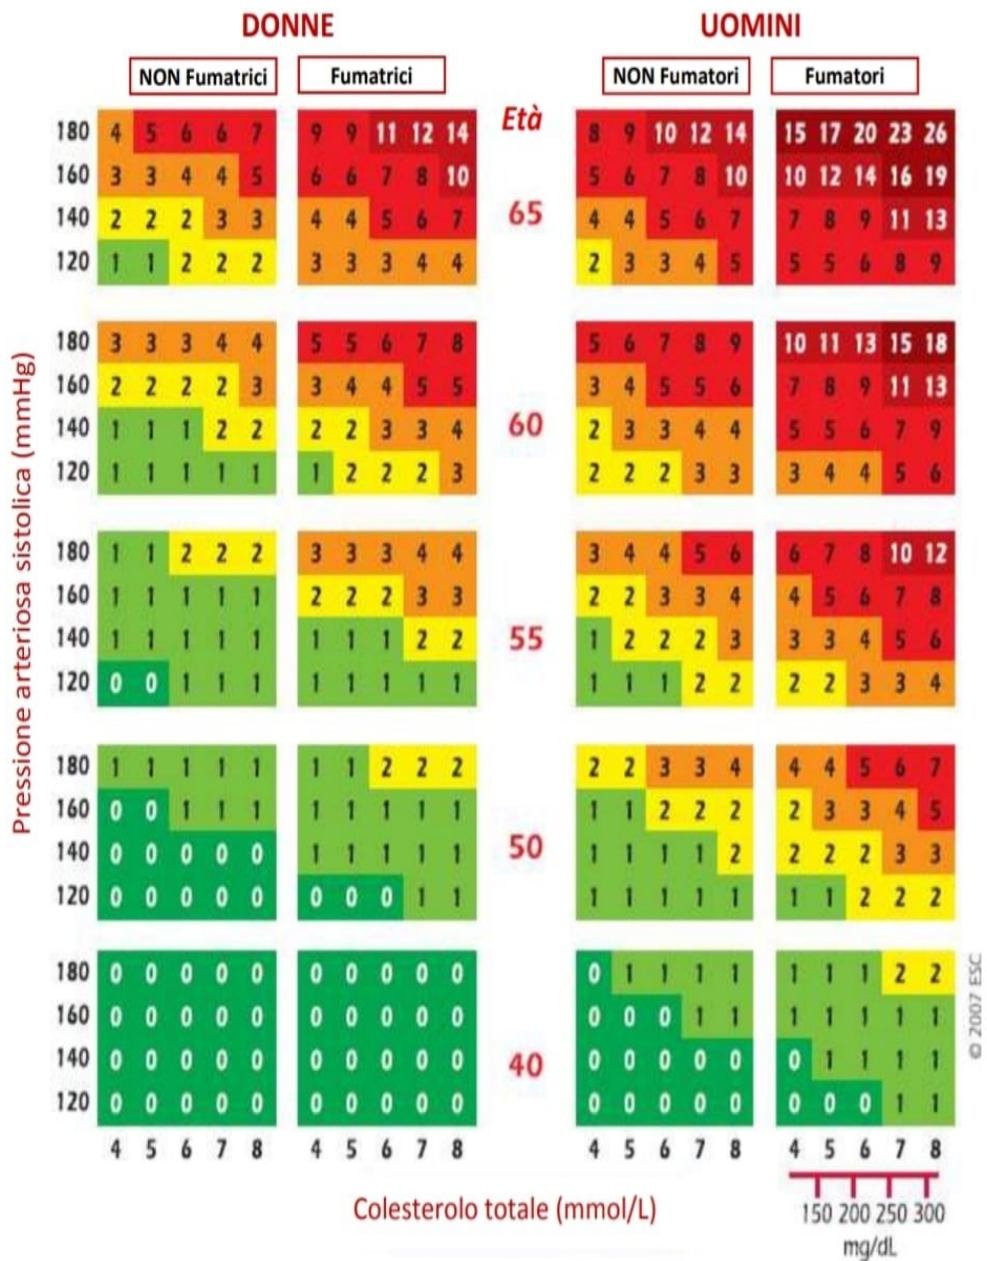 DONNE UOMINI
NON Fumatrici Fumatrici NON Fumatori Fumatori
Età
180 4 5 6 6 7 9 9 11 12 14 8 9 10 12 14 15 17 20 23 26
160 3 3 4 4 5 6 6 7 8 10 5 6 7 8 10 10 12 14 16 19
65
140 2 2 2 3 3 4 4 5 6 7 4 4 5 6 7 7 8 9 11 13
120 1 1 2 2 2 3 3 3 4 4 2 3 3 4 5 5 5 6 8 9
180 3 3 3 4 4 5 5 6 7 8 5 6 7 8 9 10 11 13 15 18
160 2 2 2 2 3 3 4 4 5 5 3 4 5 5 6 7 8 9 11 13
60
140 1 1 1 2 2 2 2 3 3 4 2 3 3 4 4 5 5 6 7 9
120 1 1 1 1 1 1 2 2 2 3 2 2 2 3 3 3 4 4 5 6
180 1 1 2 2 2 3 3 3 4 4 3 4 4 5 6 6 7 8 10 12
160 1 1 1 1 1 2 2 2 3 3 2 2 3 3 4 4 5 6 7 8
55
140 1 1 1 1 1 1 1 1 2 2 1 2 2 2 3 3 3 4 5 6
120 0 0 1 1 1 1 1 1 1 1 1 1 1 2 2 2 2 3 3 4
180 1 1 1 1 1 1 1 2 2 2 2 2 3 3 4 4 4 5 6 7
160 0 0 1 1 1 1 1 1 1 1 1 1 2 2 2 2 3 3 4 5
50
140 0 0 0 0 0 1 1 1 1 1 1 1 1 1 2 2 2 2 3 3
120 0 0 0 0 0 0 0 0 1 1 1 1 1 1 1 1 1 2 2 2
180 0 0 0 0 0 0 0 0 0 0 0 1 1 1 1 1 1 1 2 2
160 0 0 0 0 0 0 0 0 0 0 0 0 0 1 1 1 1 1 1 1
40
140 0 0 0 0 0 0 0 0 0 0 0 0 0 0 0 0 1 1 1 1
120 0 0 0 0 0 0 0 0 0 0 0 0 0 0 0 0 0 0 1 1
4 5 6 7 8 4 5 6 7 8 4 5 6 7 8 4 5 6 7 8
Pressione arteriosa sistolica (mmHg)
Colesterolo totale (mmol/L)
150 200 250 300
mg/dL
© 2007 ESC